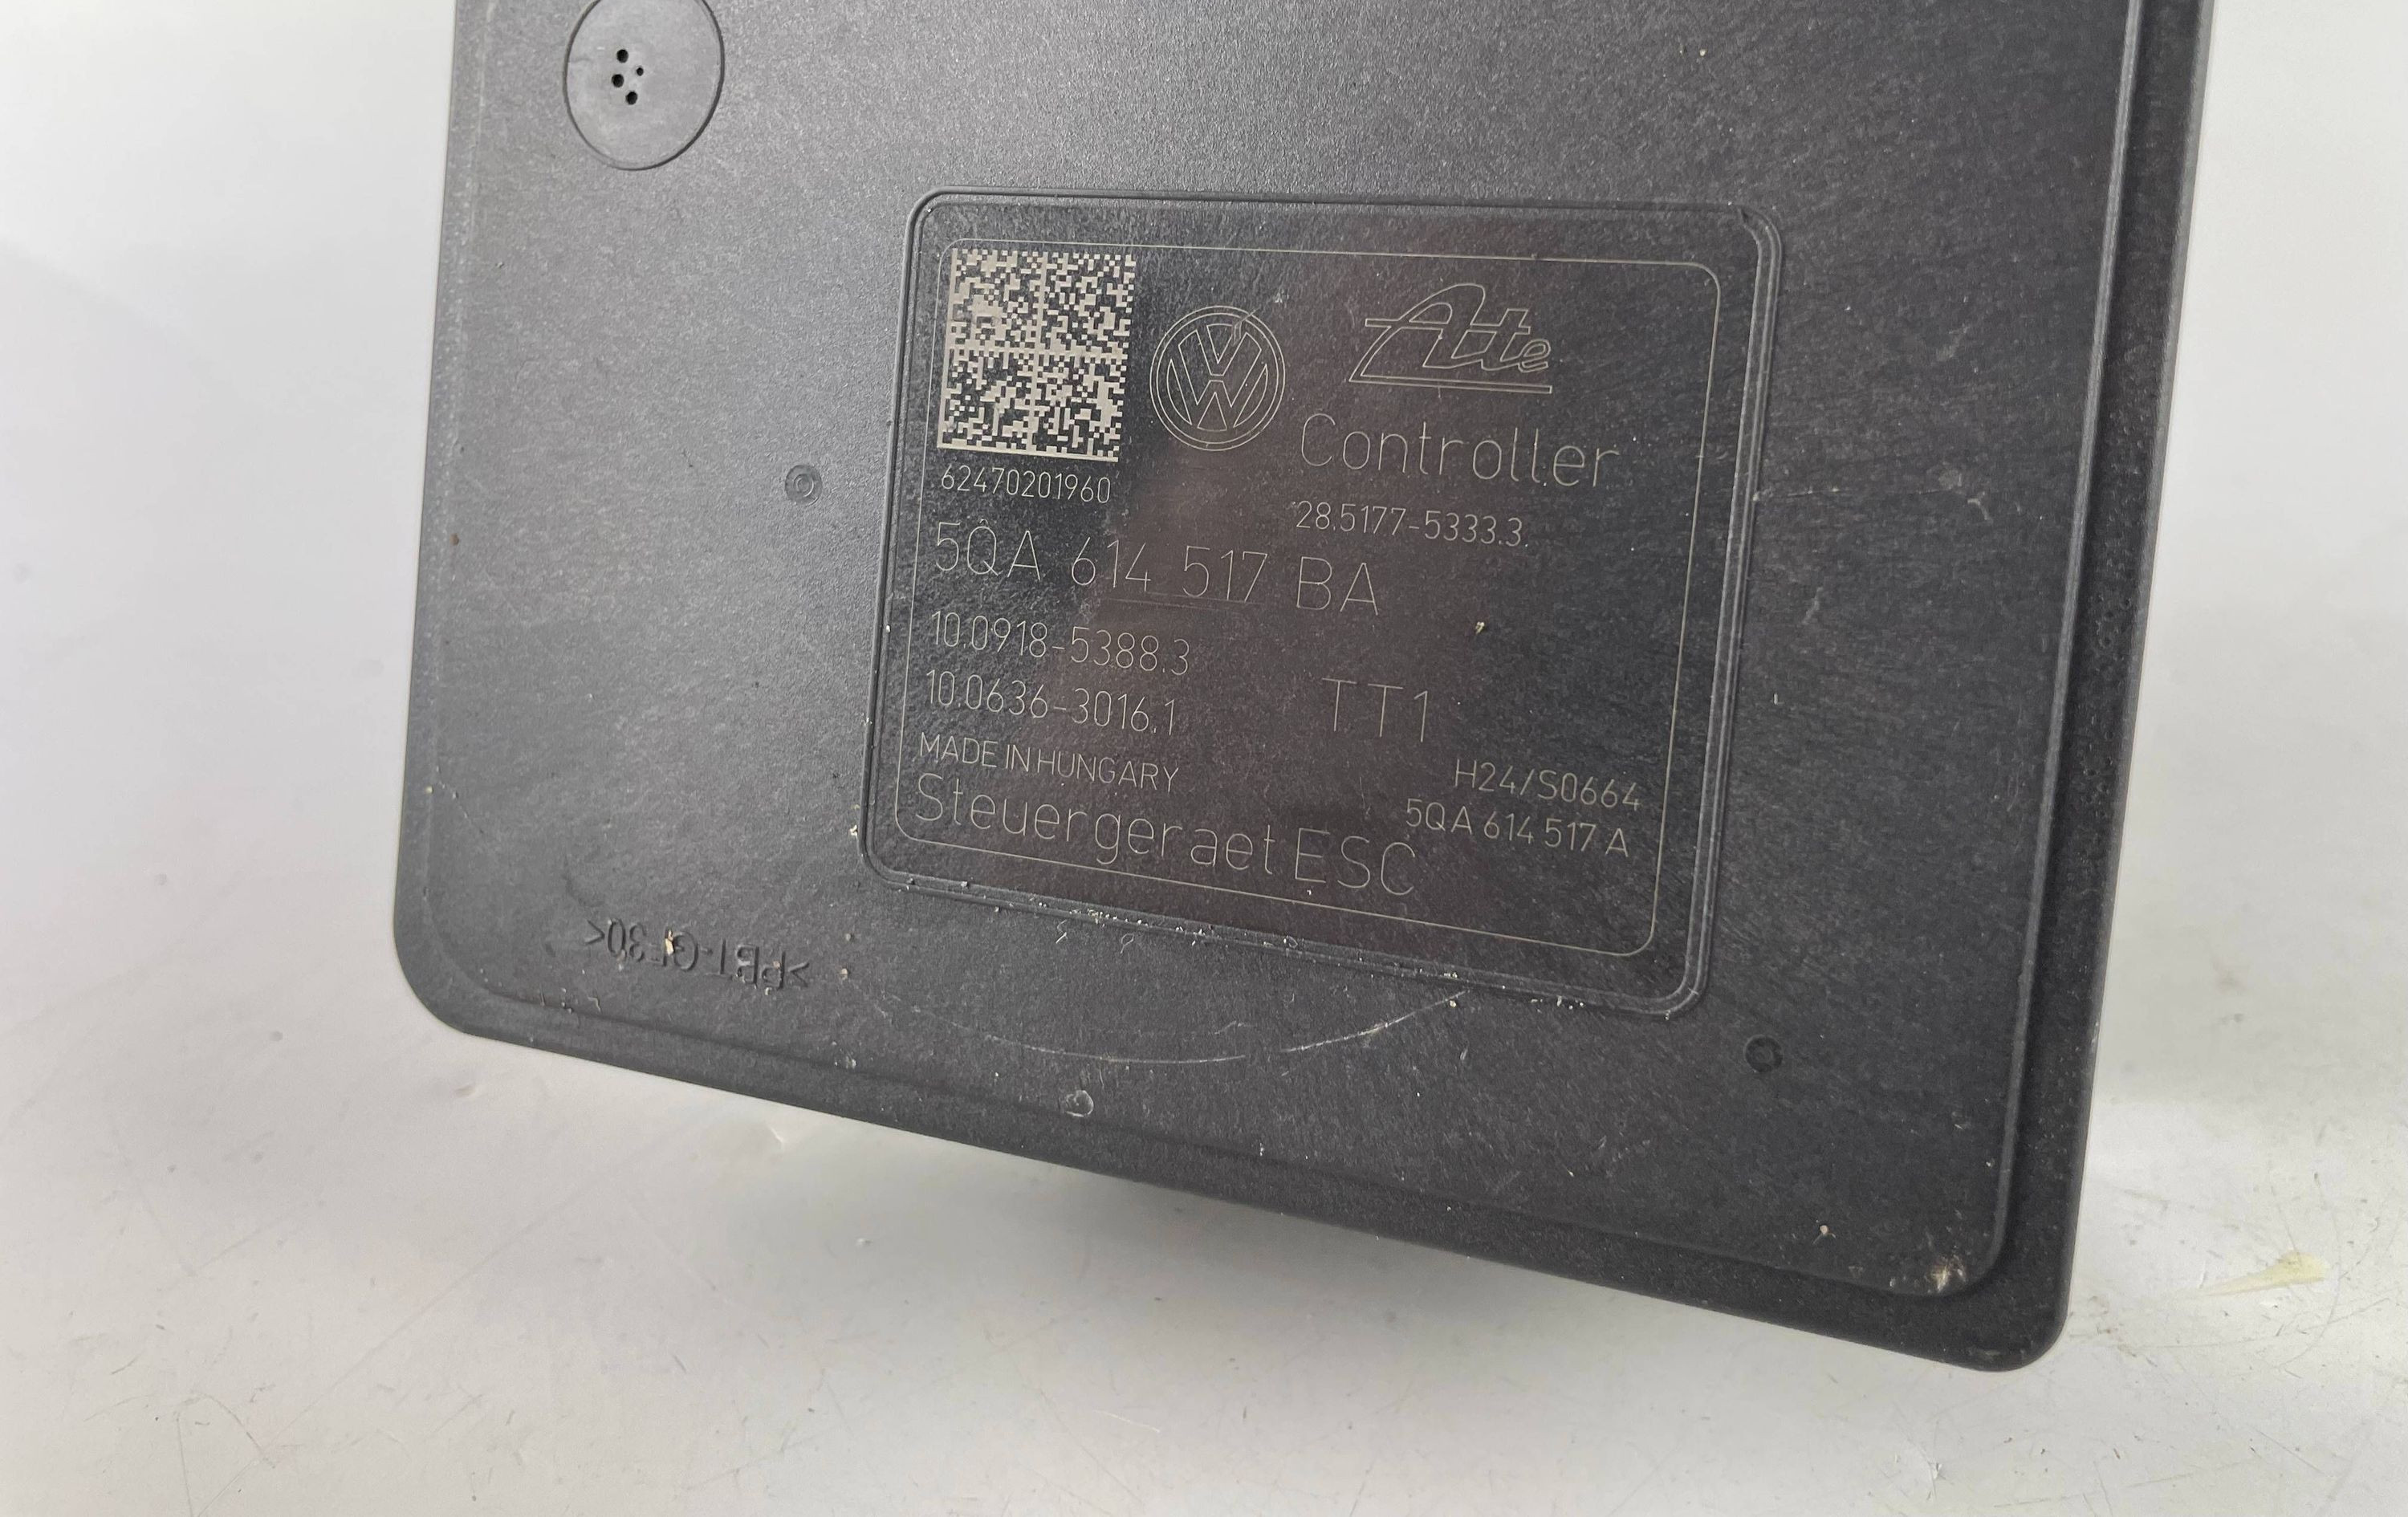 Ate
Controller
62470201960
28.5177-5333.3
5QA 614 517 BA
10.0918-5388.3
10.0636-3016.1
TT1
MADE IN HUNGARY
H24/S0664
5QA 614 517 A
Steuergeraet ESC
>PBT-GF30<